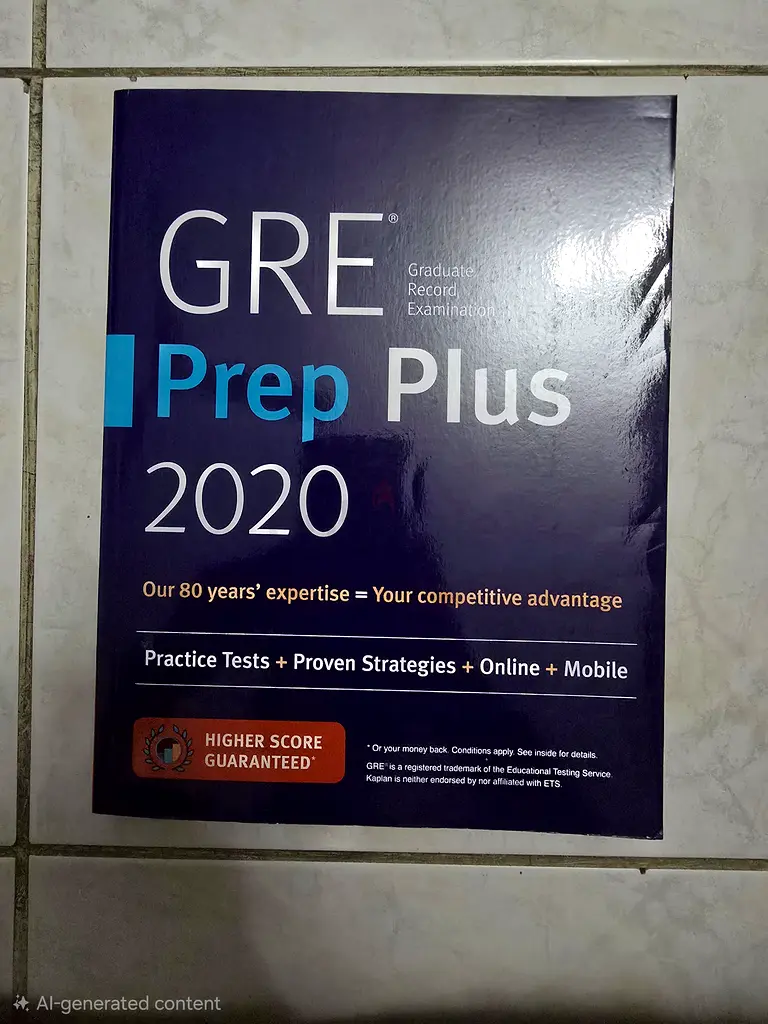 GRE®
Graduate
Record
Examination
Prep Plus
2020
Our 80 years' expertise = Your competitive advantage
Practice Tests + Proven Strategies + Online + Mobile
HIGHER SCORE
GUARANTEED*
* Or your money back. Conditions apply. See inside for details.
GRE® is a registered trademark of the Educational Testing Service.
Kaplan is neither endorsed by nor affiliated with ETS.
AI-generated content